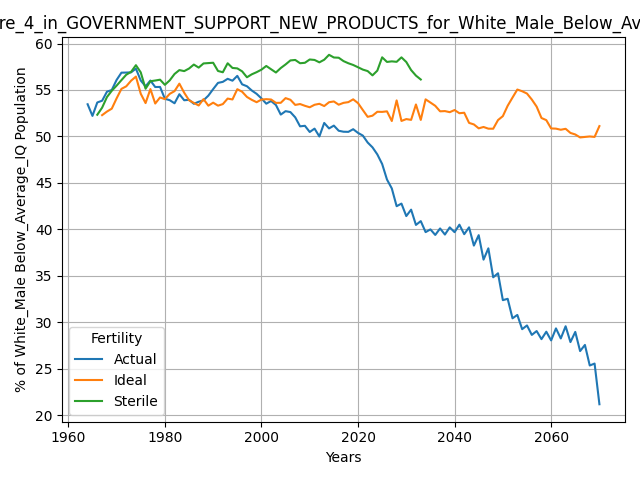 re_4_in_GOVERNMENT_SUPPORT_NEW_PRODUCTS_for_White_Male_Below_Av
60
55
50
45
40
35
30
25
20
% of White_Male Below_Average_IQ Population
Fertility
Actual
Ideal
Sterile
1960 1980 2000 2020 2040 2060
Years